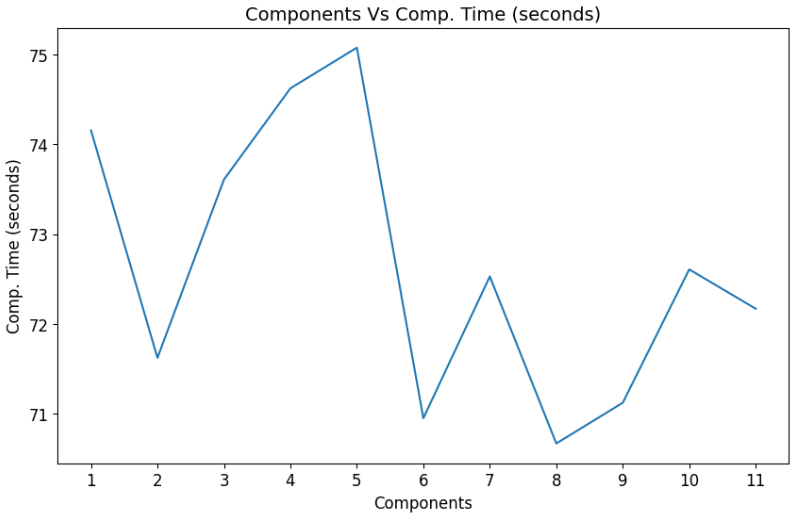 Components Vs Comp. Time (seconds)
Comp. Time (seconds)
75
74
73
72
71
1 2 3 4 5 6 7 8 9 10 11
Components